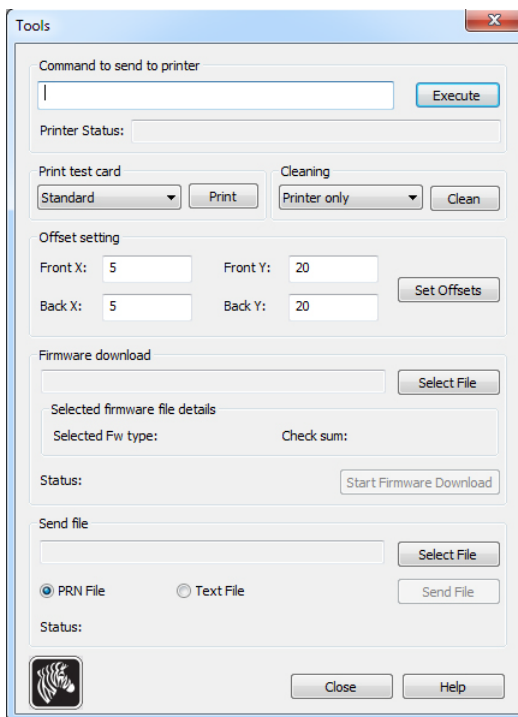 Tools
Command to send to printer
Execute
Printer Status:
Print test card
Standard
Print
Cleaning
Printer only
Clean
Offset setting
Front X: 5 Front Y: 20
Set Offsets
Back X: 5 Back Y: 20
Firmware download
Select File
Selected firmware file details
Selected Fw type: Check sum:
Status:
Start Firmware Download
Send file
Select File
PRN File Text File
Send File
Status:
Close Help